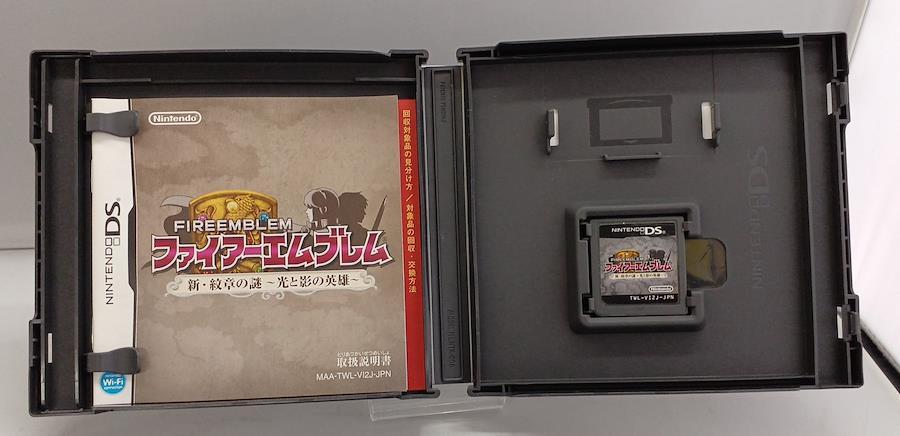 Nintendo
NINTENDO DS
FIRE EMBLEM
ファイアーエムブレム
新・紋章の謎 ～光と影の英雄～
とりあつかいせつめいしょ
取扱説明書
MAA-TWL-VI2J-JPN
Wi-Fi
CONNECTION
回収対象品の見分け方／対象品の回収・交換方法
NINTENDO DS
FIRE EMBLEM
ファイアーエムブレム
新・紋章の謎 ～光と影の英雄～
TWL-VI2J-JPN
NINTENDO DS